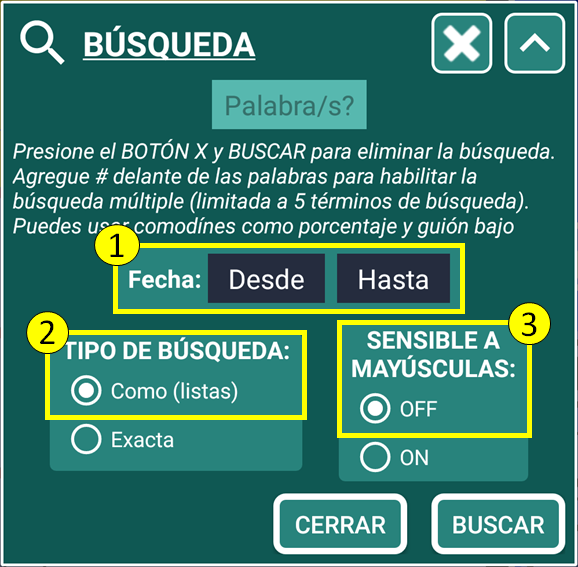 BÚSQUEDA
Palabra/s?
Presione el BOTÓN X y BUSCAR para eliminar la búsqueda.
Agregue # delante de las palabras para habilitar la
búsqueda múltiple (limitada a 5 términos de búsqueda).
Puedes usar comodínes como porcentaje y guión bajo
1
Fecha: Desde Hasta
2
TIPO DE BÚSQUEDA:
Como (listas)
Exacta
3
SENSIBLE A
MAYÚSCULAS:
OFF
ON
CERRAR BUSCAR